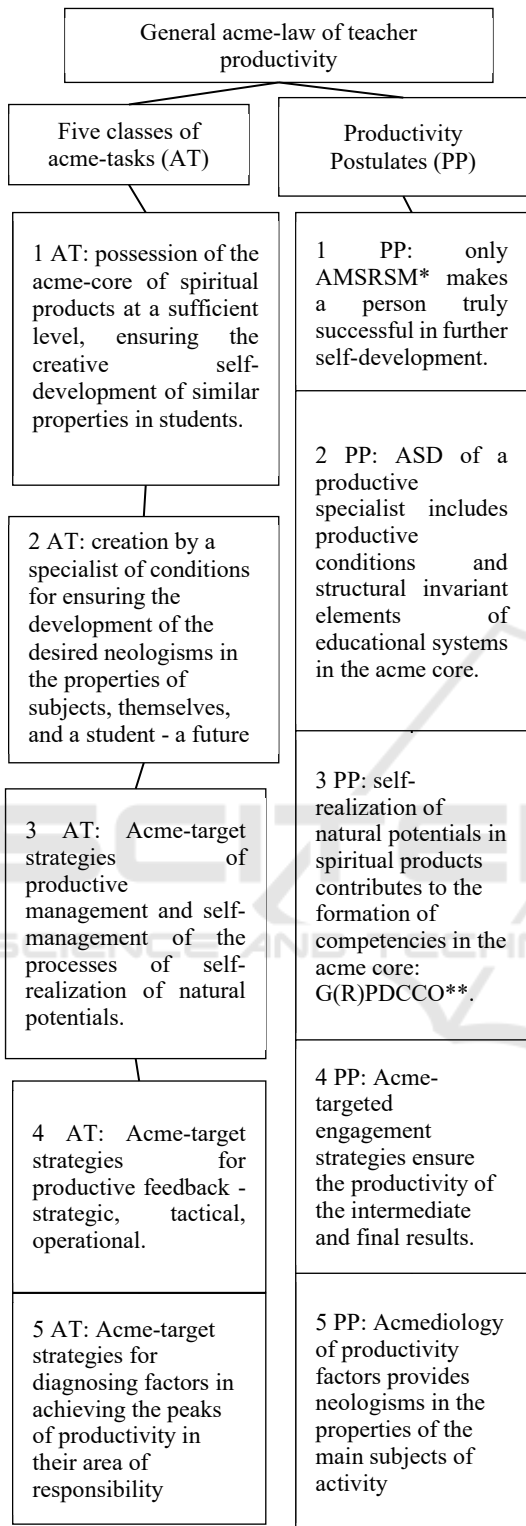 General acme-law of teacher
productivity
Five classes of
acme-tasks (AT)
1 AT: possession of the
acme-core of spiritual
products at a sufficient
level, ensuring the
creative self-
development of similar
properties in students.
2 AT: creation by a
specialist of conditions
for ensuring the
development of the
desired neologisms in
the properties of
subjects, themselves,
and a student - a future
3 AT: Acme-target
strategies of
productive
management and self-
management of the
processes of self-
realization of natural
potentials.
4 AT: Acme-target
strategies for
productive feedback -
strategic, tactical,
operational.
5 AT: Acme-target
strategies for
diagnosing factors in
achieving the peaks
of productivity in
their area of
responsibility
Productivity
Postulates (PP)
1 PP: only
AMSRSM* makes
a person truly
successful in further
self-development.
2 PP: ASD of a
productive
specialist includes
productive
conditions and
structural invariant
elements of
educational systems
in the acme core.
3 PP: self-
realization of
natural potentials in
spiritual products
contributes to the
formation of
competencies in the
acme core:
G(R)PDCCO**.
4 PP: Acme-
targeted
engagement
strategies ensure
the productivity of
the intermediate
and final results.
5 PP: Acmediology
of productivity
factors provides
neologisms in the
properties of the
main subjects of
activity